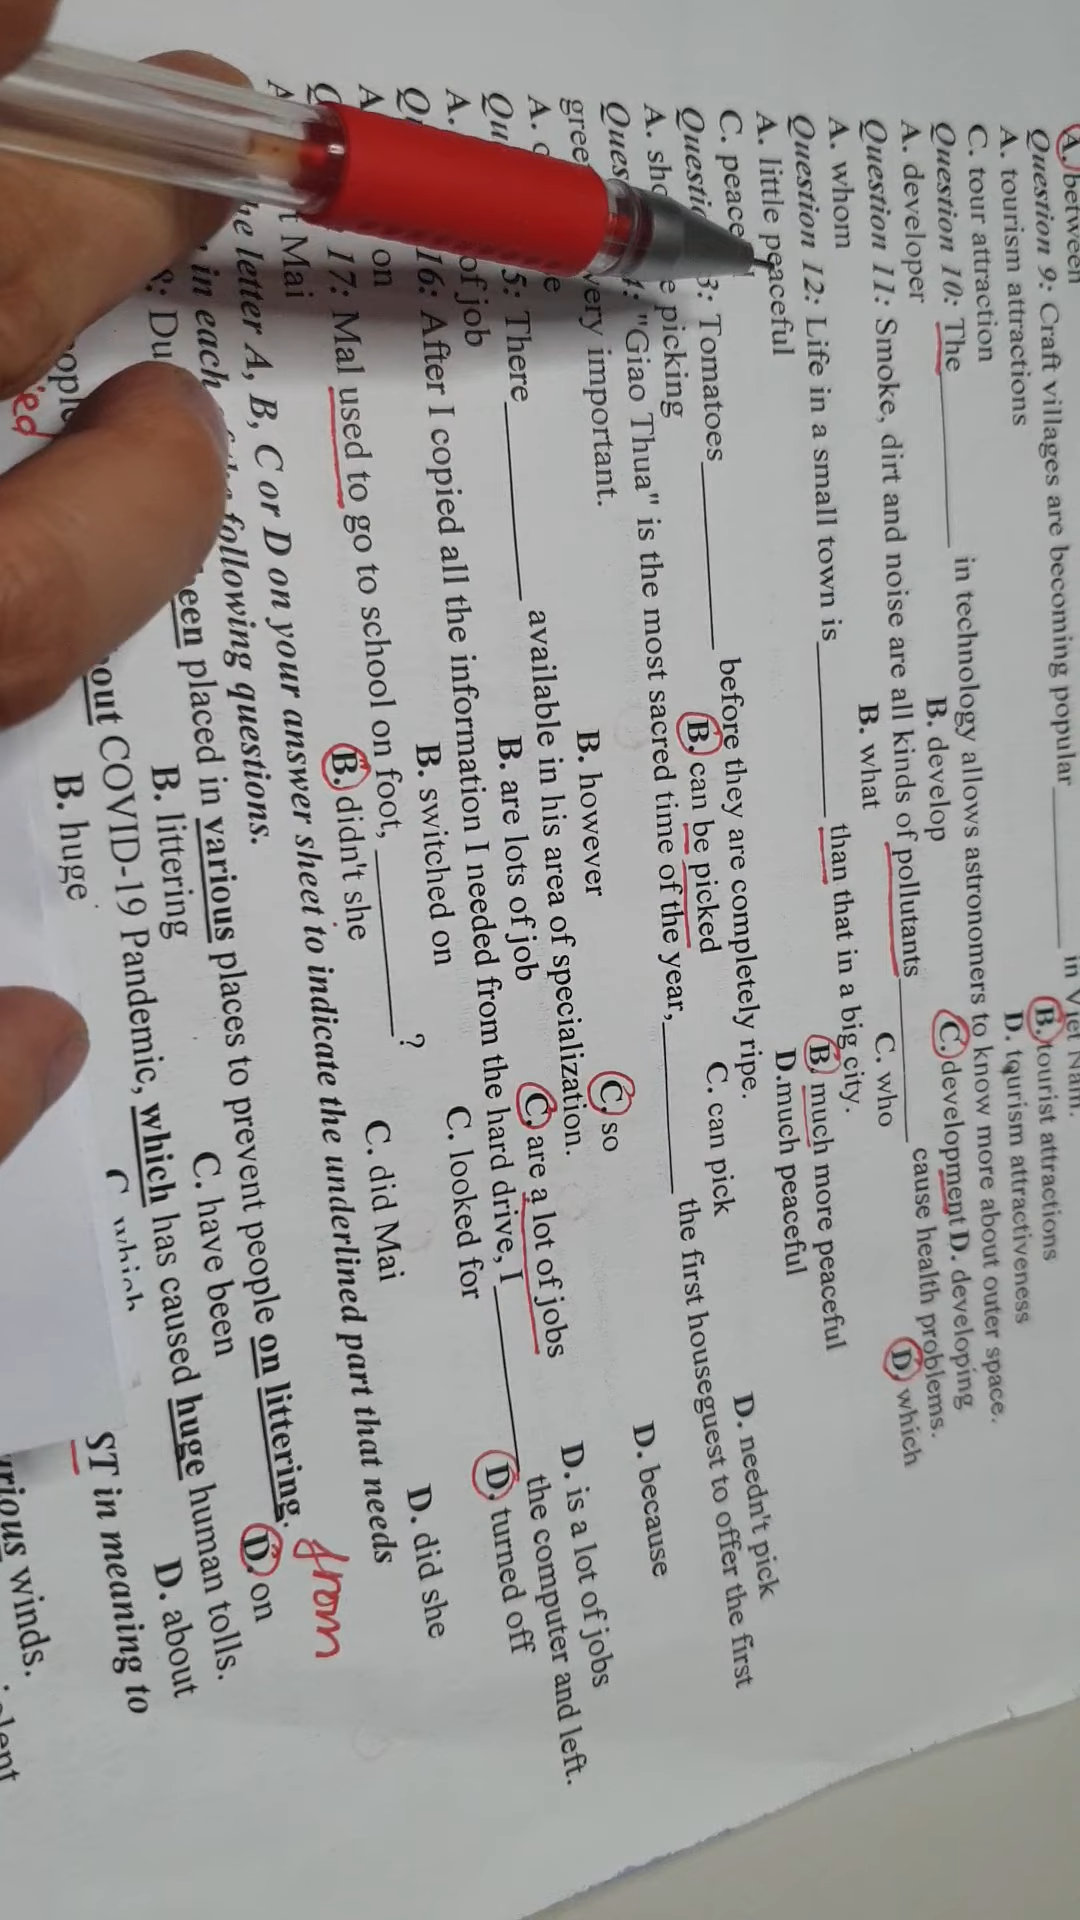 A. between
Question 9: Craft villages are becoming popular ________ in Viet Nam.
A. tourism attractions B. tourist attractions
C. tour attraction D. tourism attractiveness
Question 10: The ________ in technology allows astronomers to know more about outer space.
A. developer B. develop C. development D. developing
Question 11: Smoke, dirt and noise are all kinds of pollutants ________ cause health problems.
A. whom B. what C. who D. which
Question 12: Life in a small town is ________ than that in a big city.
A. little peaceful B. much more peaceful
C. D.much peaceful
3: Tomatoes ________ before they are completely ripe.
A. picking B. can be picked C. can pick D. needn't pick
"Giao Thua" is the most sacred time of the year, ________ the first houseguest to offer the first
very important.
A. B. however C. so D. because
5: There ________ available in his area of specialization.
A. of job B. are lots of job C. are a lot of jobs D. is a lot of jobs
16: After I copied all the information I needed from the hard drive, I ________ the computer and left.
A. on B. switched on C. looked for D. turned off
17: Mal used to go to school on foot, ________?
A. Mai B. didn't she C. did Mai D. did she
letter A, B, C or D on your answer sheet to indicate the underlined part that needs
in each following questions.
from
placed in various places to prevent people on littering.
B. littering C. have been D. on
COVID-19 Pandemic, which has caused huge human tolls.
B. huge C. which D. about
ST in meaning to
winds.